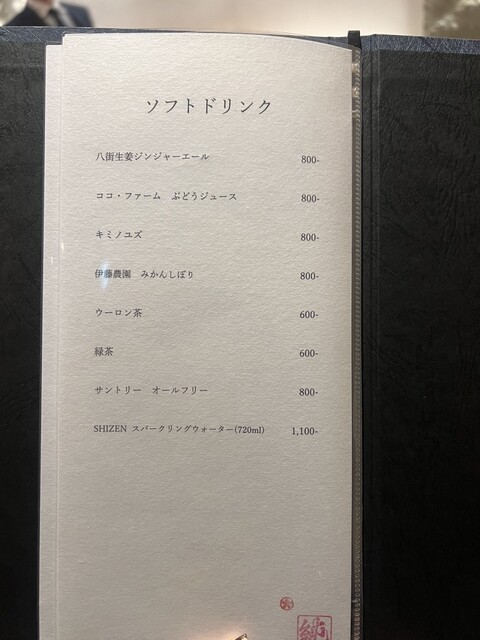 ソフトドリンク
八街生姜ジンジャーエール 800-
ココ・ファーム ぶどうジュース 800-
キミノユズ 800-
伊藤農園 みかんしぼり 800-
ウーロン茶 600-
緑茶 600-
サントリー オールフリー 800-
SHIZEN スパークリングウォーター(720ml) 1,100-